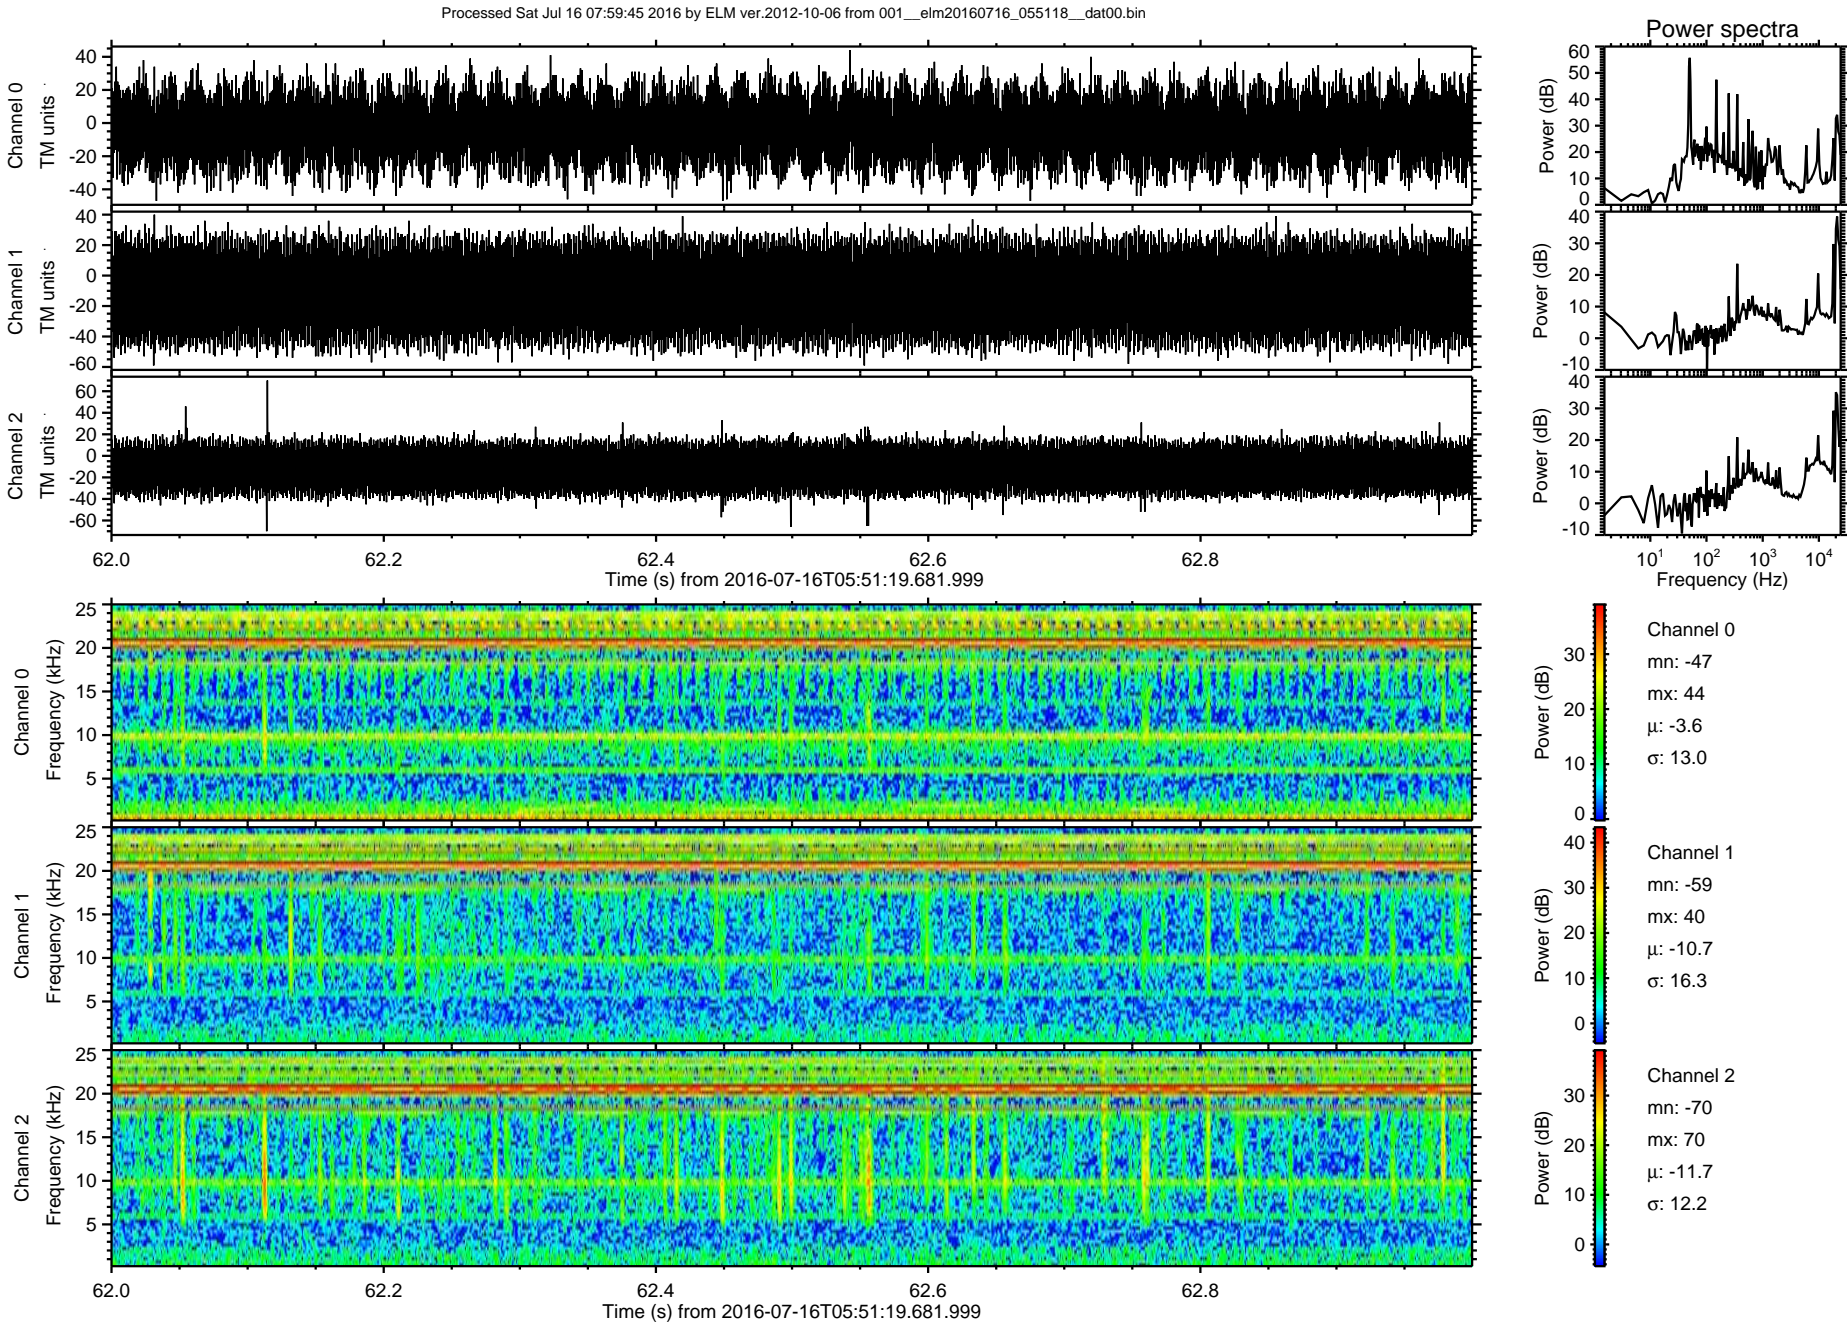 Processed Sat Jul 16 07:59:45 2016 by ELM ver.2012-10-06 from 001__elm20160716_055118__dat00.bin
Power spectra
Channel 0
TM units
40
20
0
-20
-40
Power (dB)
60
50
40
30
20
10
0
Channel 1
TM units
40
20
0
-20
-40
-60
Power (dB)
40
30
20
10
0
-10
Channel 2
TM units
60
40
20
0
-20
-40
-60
Power (dB)
40
30
20
10
0
-10
62.0 62.2 62.4 62.6 62.8
Time (s) from 2016-07-16T05:51:19.681.999
10¹ 10² 10³ 10⁴
Frequency (Hz)
Channel 0
Frequency (kHz)
25
20
15
10
5
Power (dB)
30
20
10
0
Channel 0
mn: -47
mx: 44
μ: -3.6
σ: 13.0
Channel 1
Frequency (kHz)
25
20
15
10
5
Power (dB)
40
30
20
10
0
Channel 1
mn: -59
mx: 40
μ: -10.7
σ: 16.3
Channel 2
Frequency (kHz)
25
20
15
10
5
Power (dB)
30
20
10
0
Channel 2
mn: -70
mx: 70
μ: -11.7
σ: 12.2
62.0 62.2 62.4 62.6 62.8
Time (s) from 2016-07-16T05:51:19.681.999